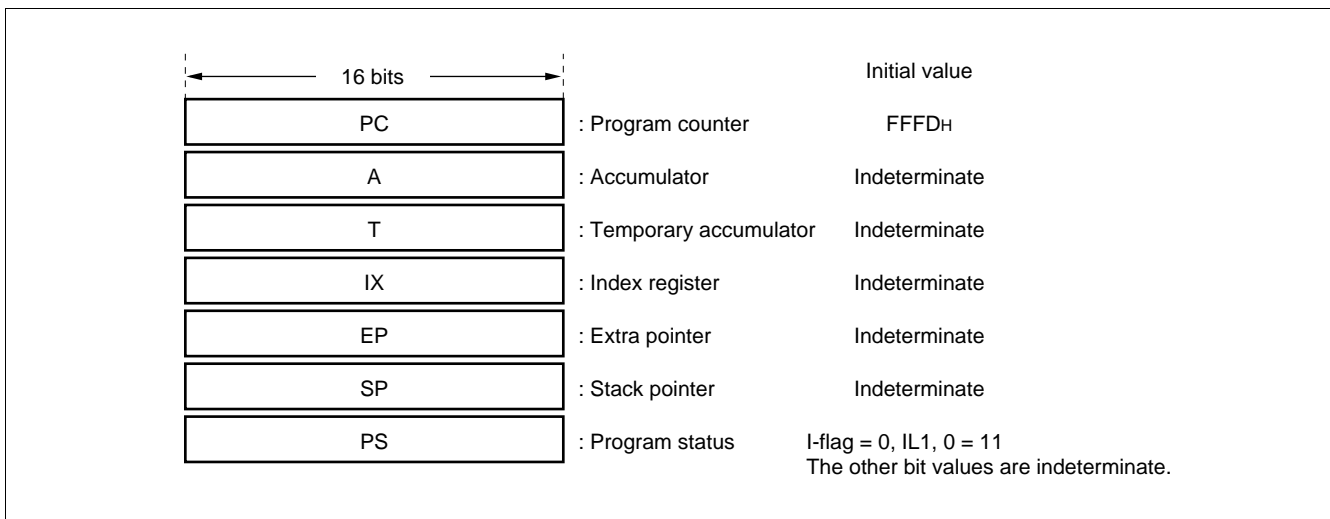 16 bits Initial value
PC : Program counter FFFDH
A : Accumulator Indeterminate
T : Temporary accumulator Indeterminate
IX : Index register Indeterminate
EP : Extra pointer Indeterminate
SP : Stack pointer Indeterminate
PS : Program status I-flag = 0, IL1, 0 = 11
The other bit values are indeterminate.